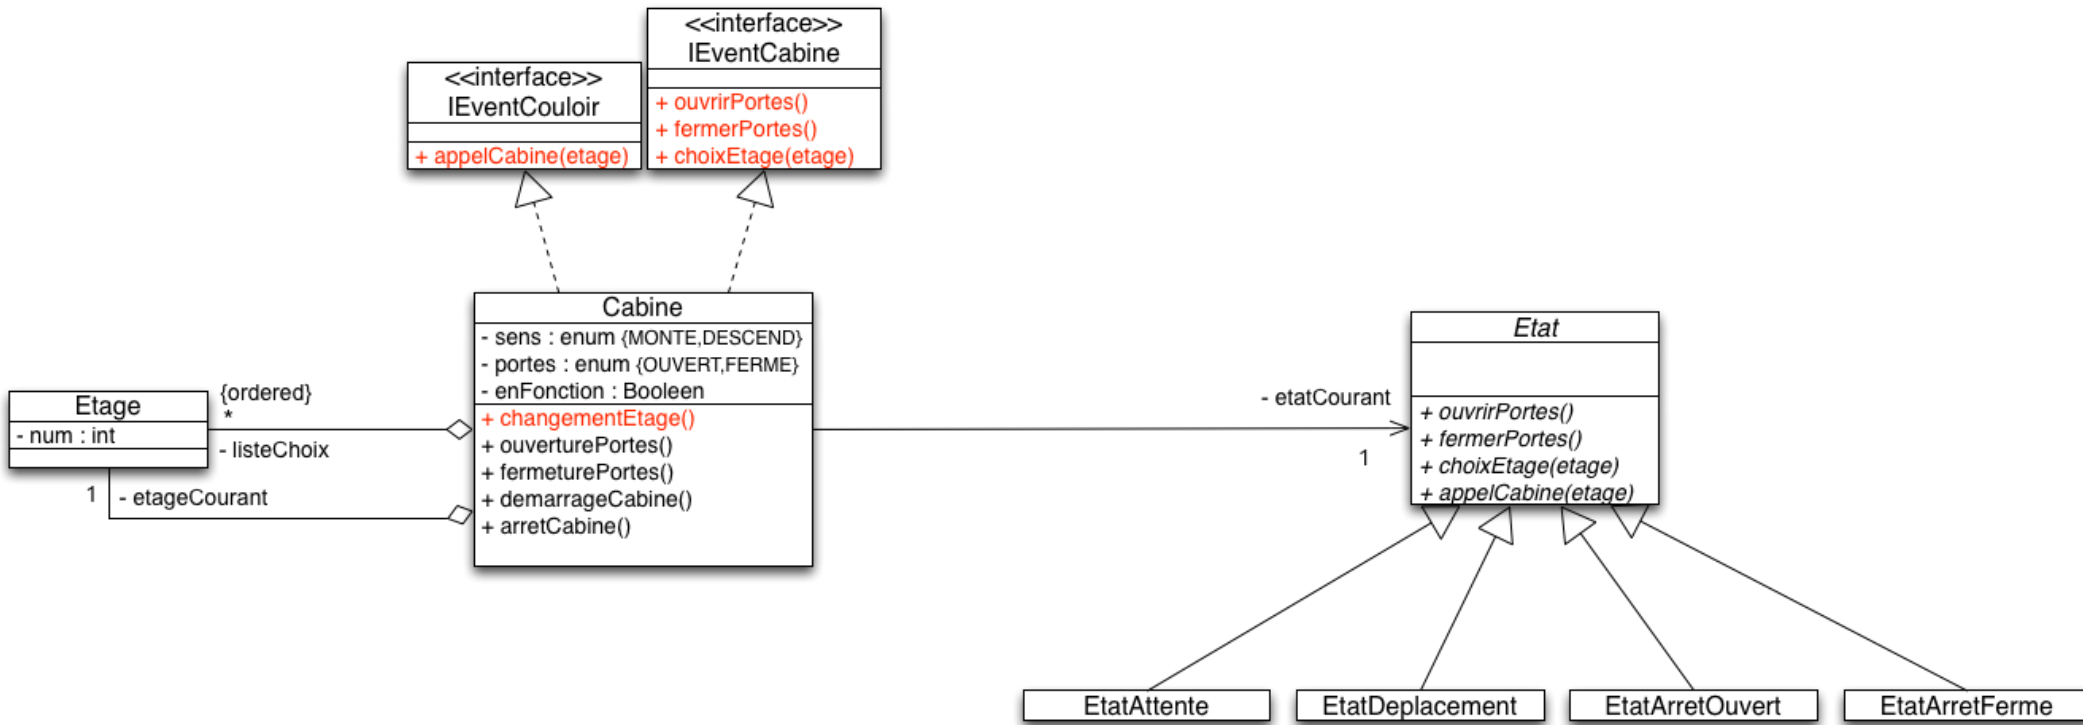 <<interface>>
IEventCouloir
+ appelCabine(etage)
<<interface>>
IEventCabine
+ ouvrirPortes()
+ fermerPortes()
+ choixEtage(etage)
Etage
- num : int
{ordered}
*
- listeChoix
1
- etageCourant
Cabine
- sens : enum {MONTE,DESCEND}
- portes : enum {OUVERT,FERME}
- enFonction : Booleen
+ changementEtage()
+ ouverturePortes()
+ fermeturePortes()
+ demarrageCabine()
+ arretCabine()
- etatCourant
1
Etat
+ ouvrirPortes()
+ fermerPortes()
+ choixEtage(etage)
+ appelCabine(etage)
EtatAttente
EtatDeplacement
EtatArretOuvert
EtatArretFerme